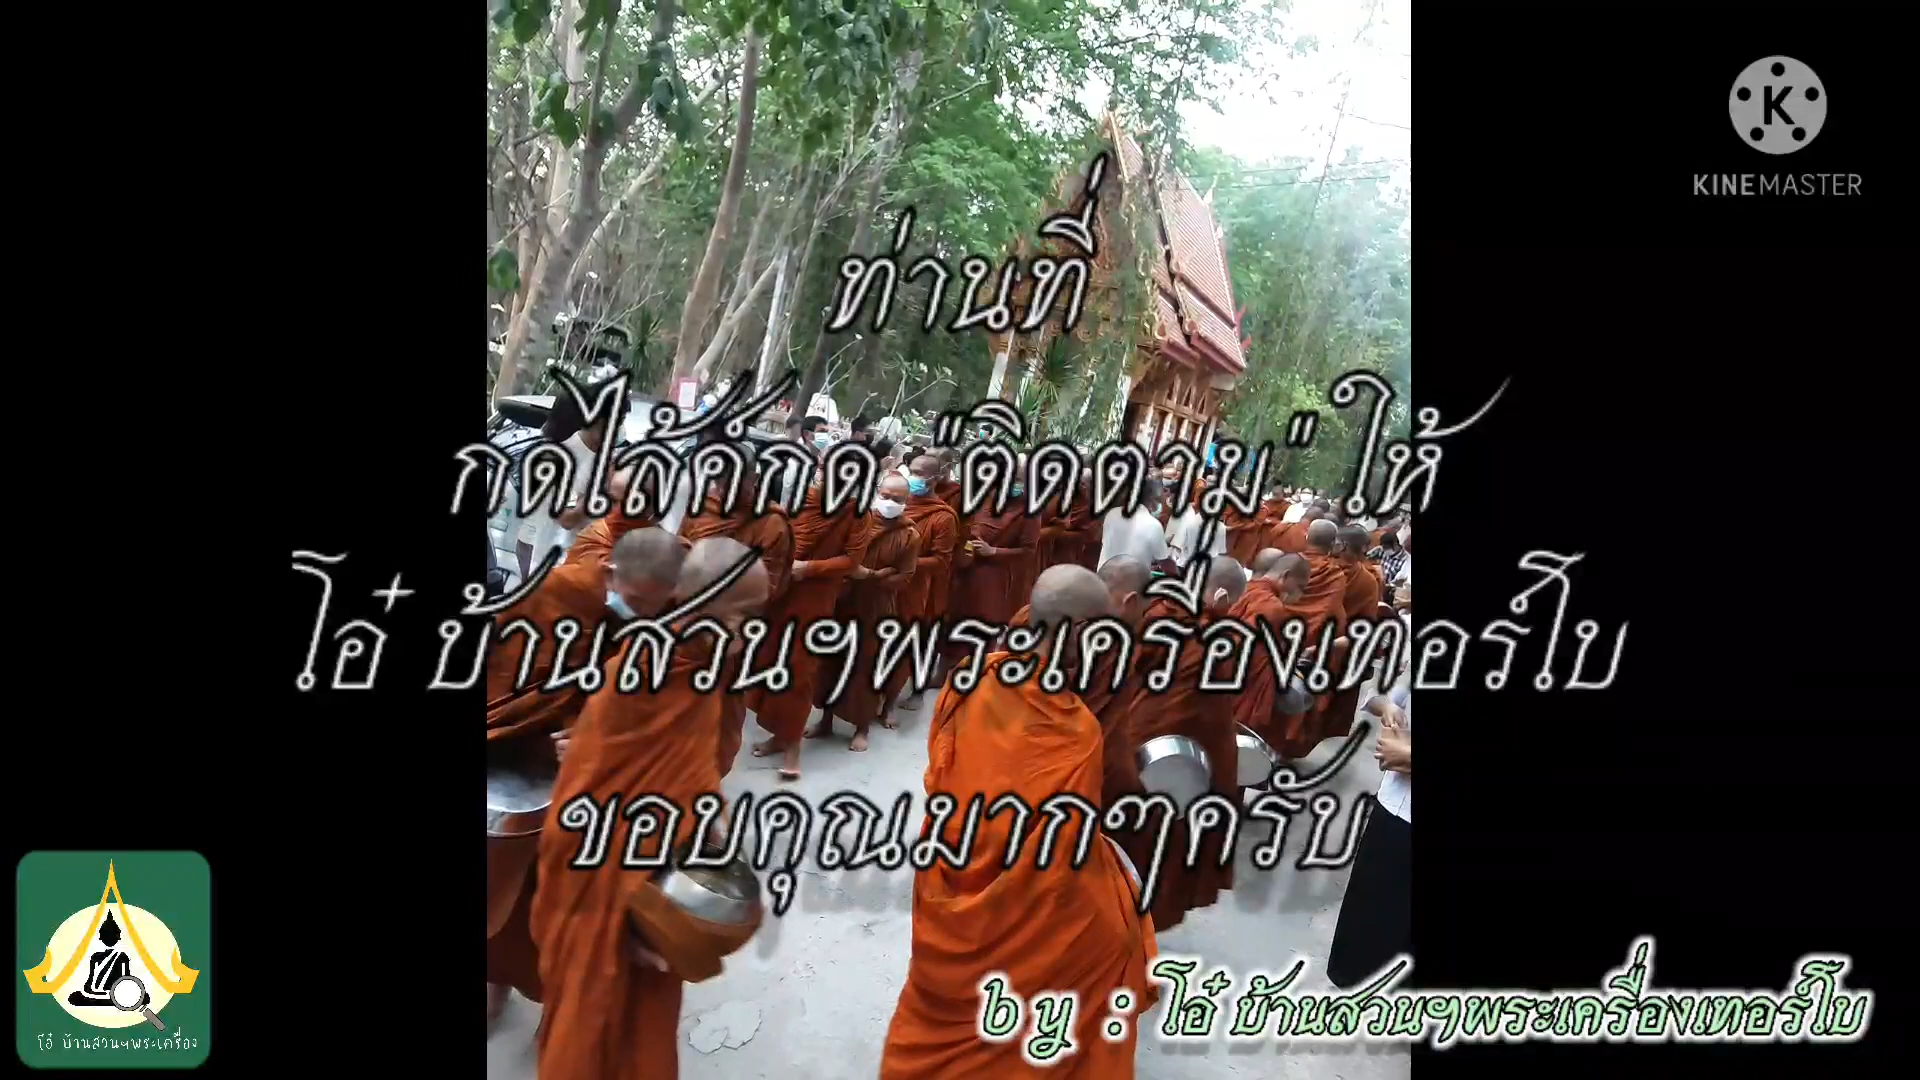 KINEMASTER
ท่านที่
กดไล้ค์กด "ติดตาม" ให้
โอ๋ บ้านสวนฯพระเครื่องเทอร์โบ
ขอบคุณมากๆครับ
by : โอ๋ บ้านสวนฯพระเครื่องเทอร์โบ
โอ๋ บ้านสวนฯพระเครื่อง